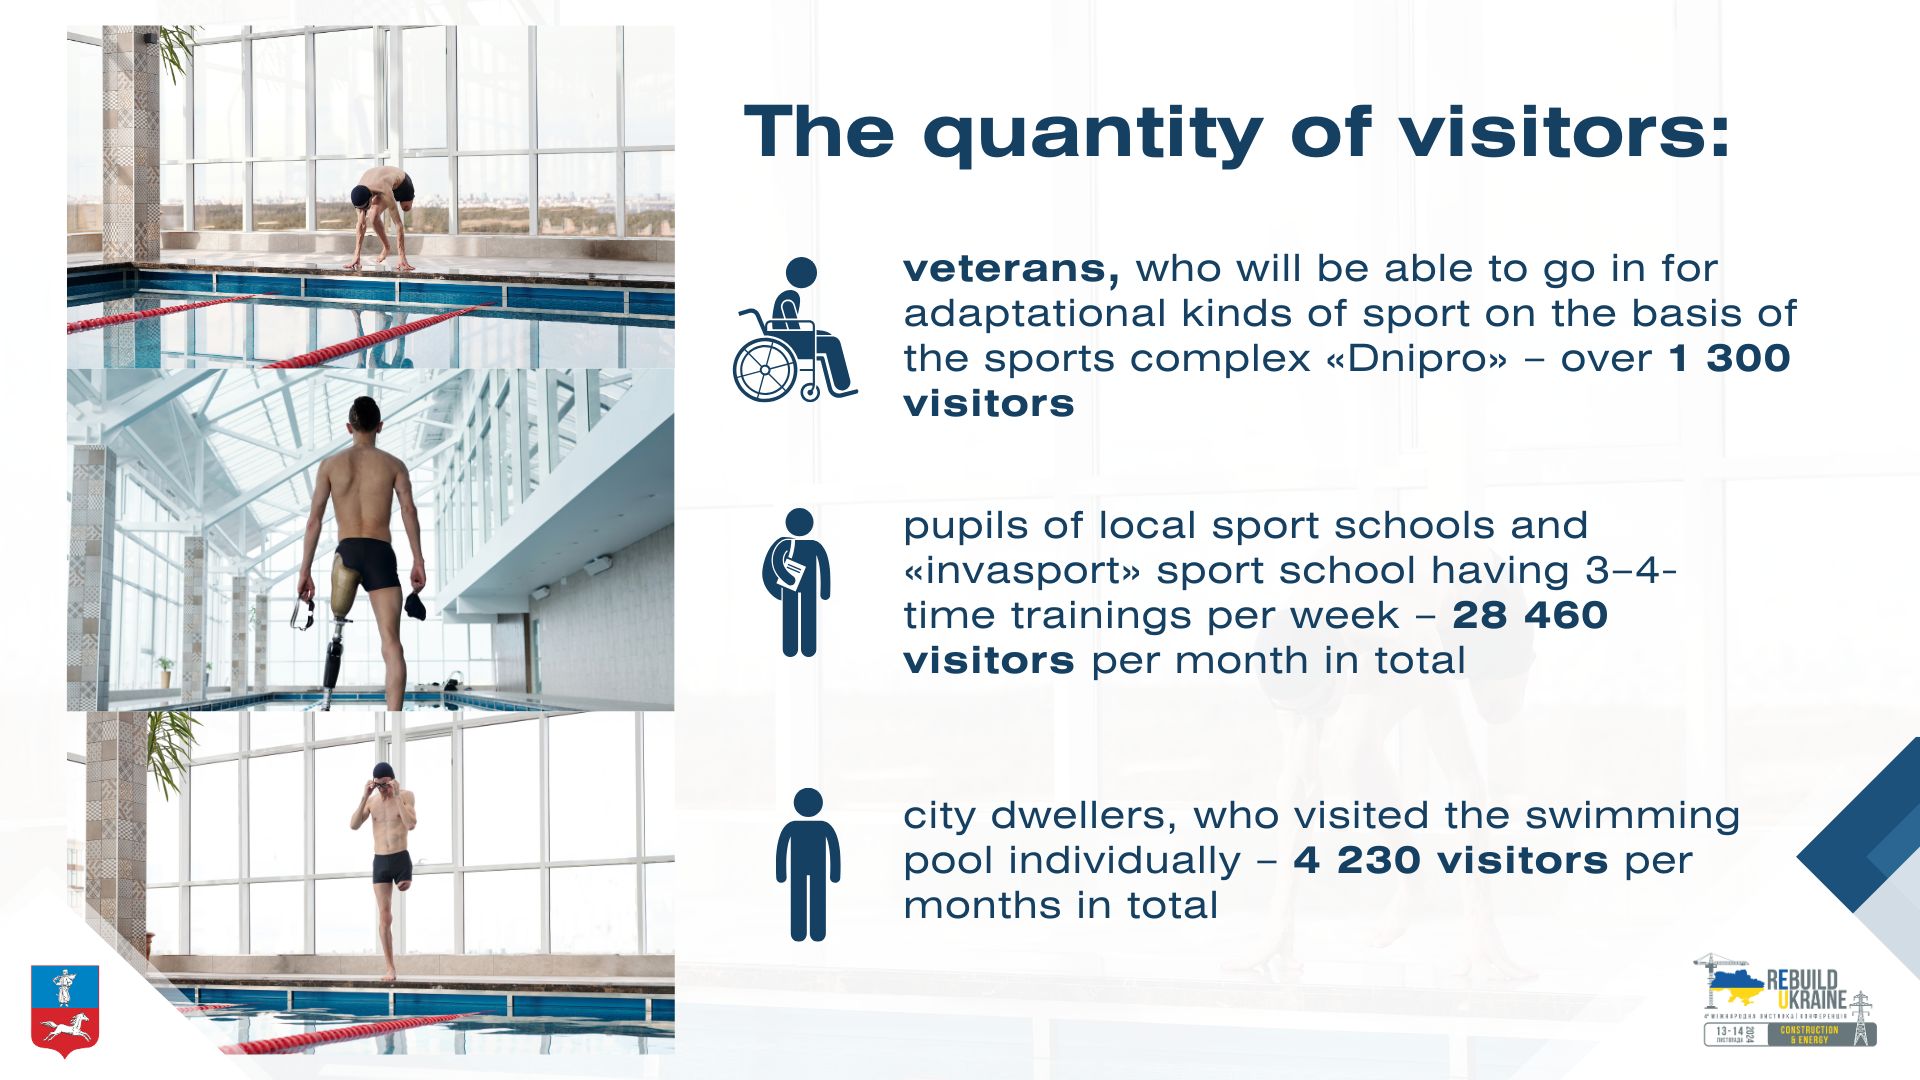 The quantity of visitors:
veterans, who will be able to go in for
adaptational kinds of sport on the basis of
the sports complex «Dnipro» – over 1 300
visitors
pupils of local sport schools and
«invasport» sport school having 3–4-
time trainings per week – 28 460
visitors per month in total
city dwellers, who visited the swimming
pool individually – 4 230 visitors per
months in total
REBUILD
UKRAINE
4ᵃ МІЖНАРОДНА ВИСТАВКА І КОНФЕРЕНЦІЯ
13-14
ЛИСТОПАДА
2024
CONSTRUCTION
& ENERGY